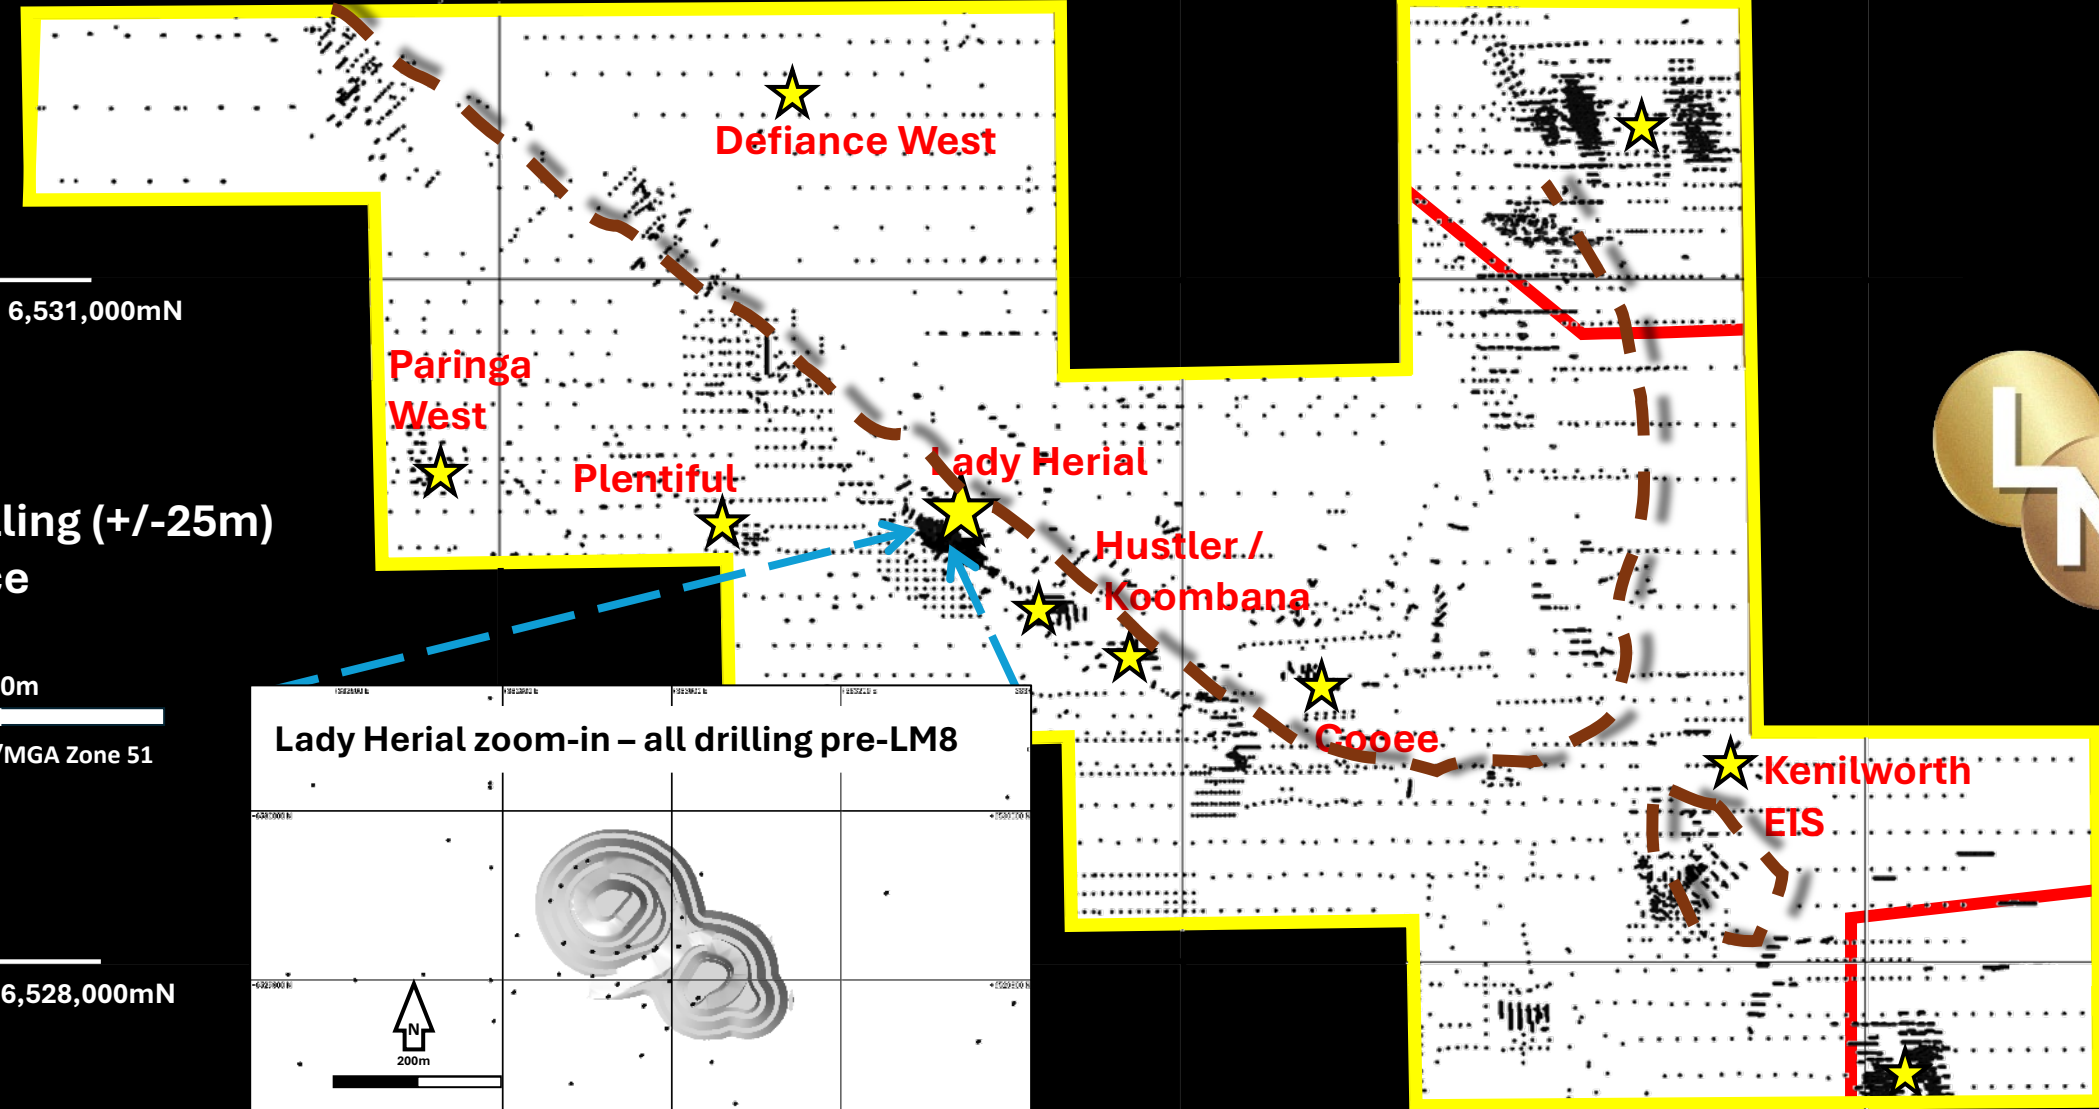 Defiance West
6,531,000mN
Paringa
West
Lady Herial
Plentiful
ling (+/-25m)
Hustler /
ce
Koombana
0m
Cooee
/MGA Zone 51
Lady Herial zoom-in – all drilling pre-LM8
Kenilworth
EIS
6,528,000mN
N
200m